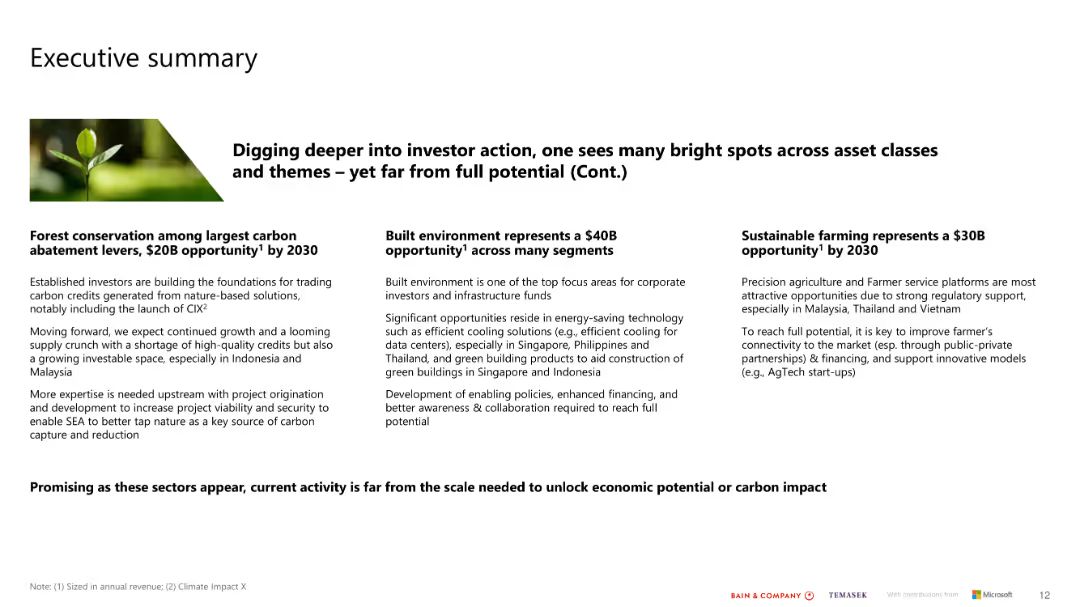 Executive summary
Digging deeper into investor action, one sees many bright spots across asset classes
and themes – yet far from full potential (Cont.)
Forest conservation among largest carbon
abatement levers, $20B opportunity¹ by 2030
Established investors are building the foundations for trading
carbon credits generated from nature-based solutions,
notably including the launch of CIX²
Moving forward, we expect continued growth and a looming
supply crunch with a shortage of high-quality credits but also
a growing investable space, especially in Indonesia and
Malaysia
More expertise is needed upstream with project origination
and development to increase project viability and security to
enable SEA to better tap nature as a key source of carbon
capture and reduction
Built environment represents a $40B
opportunity¹ across many segments
Built environment is one of the top focus areas for corporate
investors and infrastructure funds
Significant opportunities reside in energy-saving technology
such as efficient cooling solutions (e.g., efficient cooling for
data centers), especially in Singapore, Philippines and
Thailand, and green building products to aid construction of
green buildings in Singapore and Indonesia
Development of enabling policies, enhanced financing, and
better awareness & collaboration required to reach full
potential
Sustainable farming represents a $30B
opportunity¹ by 2030
Precision agriculture and Farmer service platforms are most
attractive opportunities due to strong regulatory support,
especially in Malaysia, Thailand and Vietnam
To reach full potential, it is key to improve farmer's
connectivity to the market (esp. through public-private
partnerships) & financing, and support innovative models
(e.g., AgTech start-ups)
Promising as these sectors appear, current activity is far from the scale needed to unlock economic potential or carbon impact
Note: (1) Sized in annual revenue; (2) Climate Impact X
BAIN & COMPANY TEMASEK With contributions from Microsoft 12